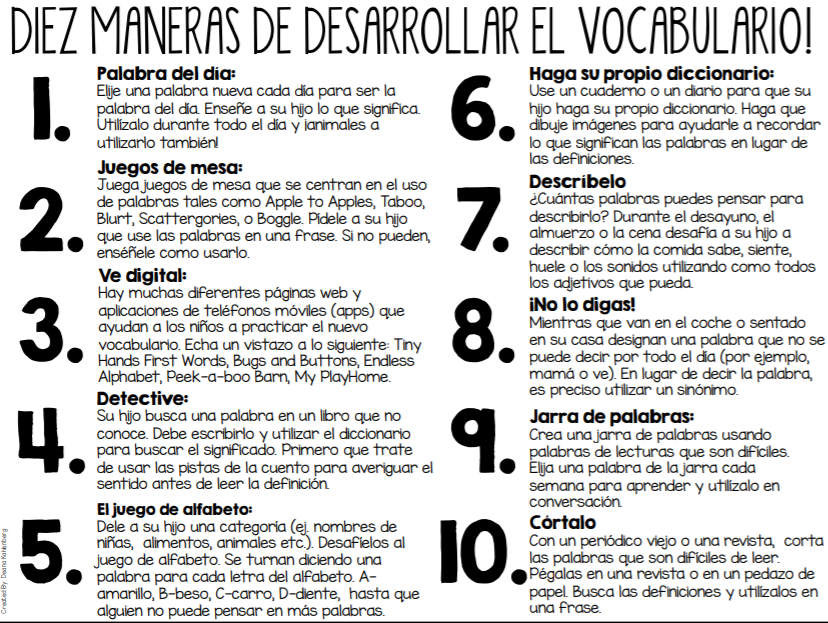 DIEZ MANERAS DE DESARROLLAR EL VOCABULARIO!
1.
Palabra del día:
Elije una palabra nueva cada día para ser la
palabra del día. Enseñe a su hijo lo que significa.
Utilízalo durante todo el día y ¡anímales a
utilizarlo también!
2.
Juegos de mesa:
Juega juegos de mesa que se centran en el uso
de palabras tales como Apple to Apples, Taboo,
Blurt, Scattergories, o Boggle. Pídele a su hijo
que use las palabras en una frase. Si no pueden,
enséñele como usarlo.
3.
Ve digital:
Hay muchas diferentes páginas web y
aplicaciones de teléfonos móviles (apps) que
ayudan a los niños a practicar el nuevo
vocabulario. Echa un vistazo a lo siguiente: Tiny
Hands First Words, Bugs and Buttons, Endless
Alphabet, Peek-a-boo Barn, My PlayHome.
4.
Detective:
Su hijo busca una palabra en un libro que no
conoce. Debe escribirlo y utilizar el diccionario
para buscar el significado. Primero que trate
de usar las pistas de la cuento para averiguar el
sentido antes de leer la definición.
5.
El juego de alfabeto:
Dele a su hijo una categoría (ej. nombres de
niñas, alimentos, animales etc.). Desafíelos al
juego de alfabeto. Se turnan diciendo una
palabra para cada letra del alfabeto. A-
amarillo, B-beso, C-carro, D-diente, hasta que
alguien no puede pensar en más palabras.
6.
Haga su propio diccionario:
Use un cuaderno o un diario para que su
hijo haga su propio diccionario. Haga que
dibuje imágenes para ayudarle a recordar
lo que significan las palabras en lugar de
las definiciones.
7.
Descríbelo
¿Cuántas palabras puedes pensar para
describirlo? Durante el desayuno, el
almuerzo o la cena desafía a su hijo a
describir cómo la comida sabe, siente,
huele o los sonidos utilizando como todos
los adjetivos que pueda.
8.
¡No lo digas!
Mientras que van en el coche o sentado
en su casa designan una palabra que no se
puede decir por todo el día (por ejemplo,
mamá o ve). En lugar de decir la palabra,
es preciso utilizar un sinónimo.
9.
Jarra de palabras:
Crea una jarra de palabras usando
palabras de lecturas que son difíciles.
Elija una palabra de la jarra cada
semana para aprender y utilízalo en
conversación.
10.
Córtalo
Con un periódico viejo o una revista, corta
las palabras que son difíciles de leer.
Pégalas en una revista o en un pedazo de
papel. Busca las definiciones y utilízalos en
una frase.
Created By: